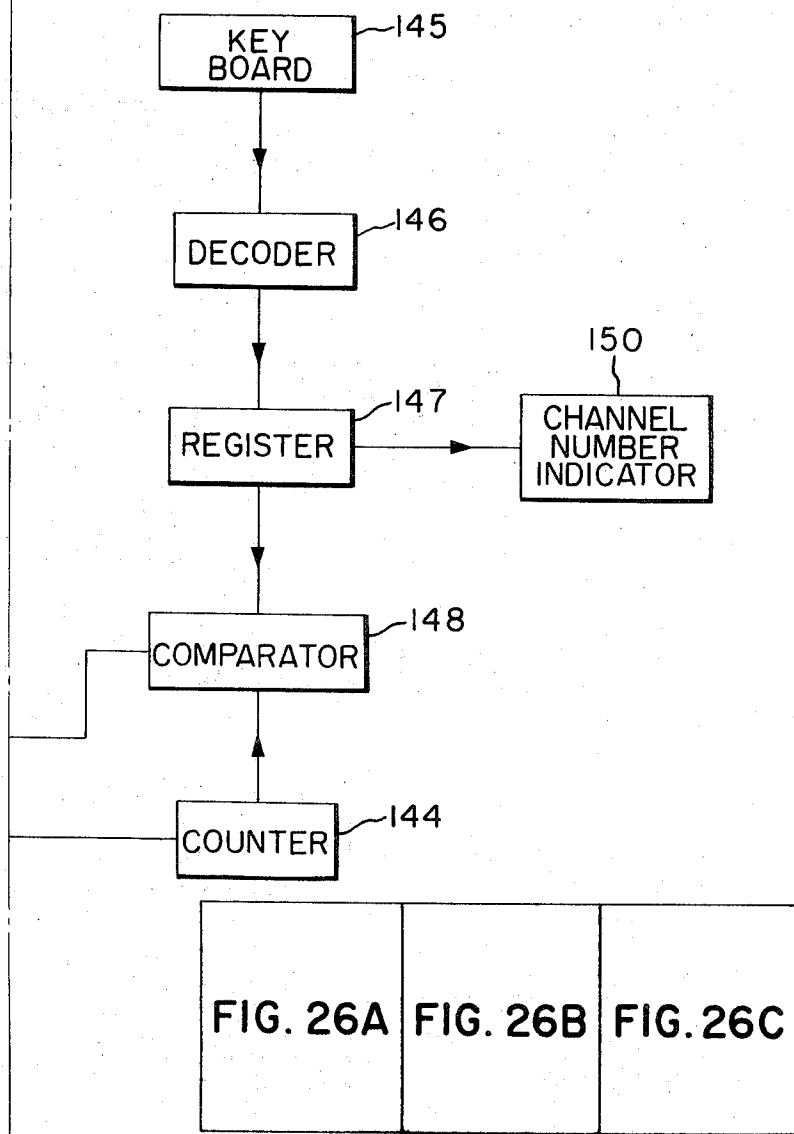 KEY
BOARD
145
DECODER
146
REGISTER
147
150
CHANNEL
NUMBER
INDICATOR
COMPARATOR
148
COUNTER
144
FIG. 26A
FIG. 26B
FIG. 26C